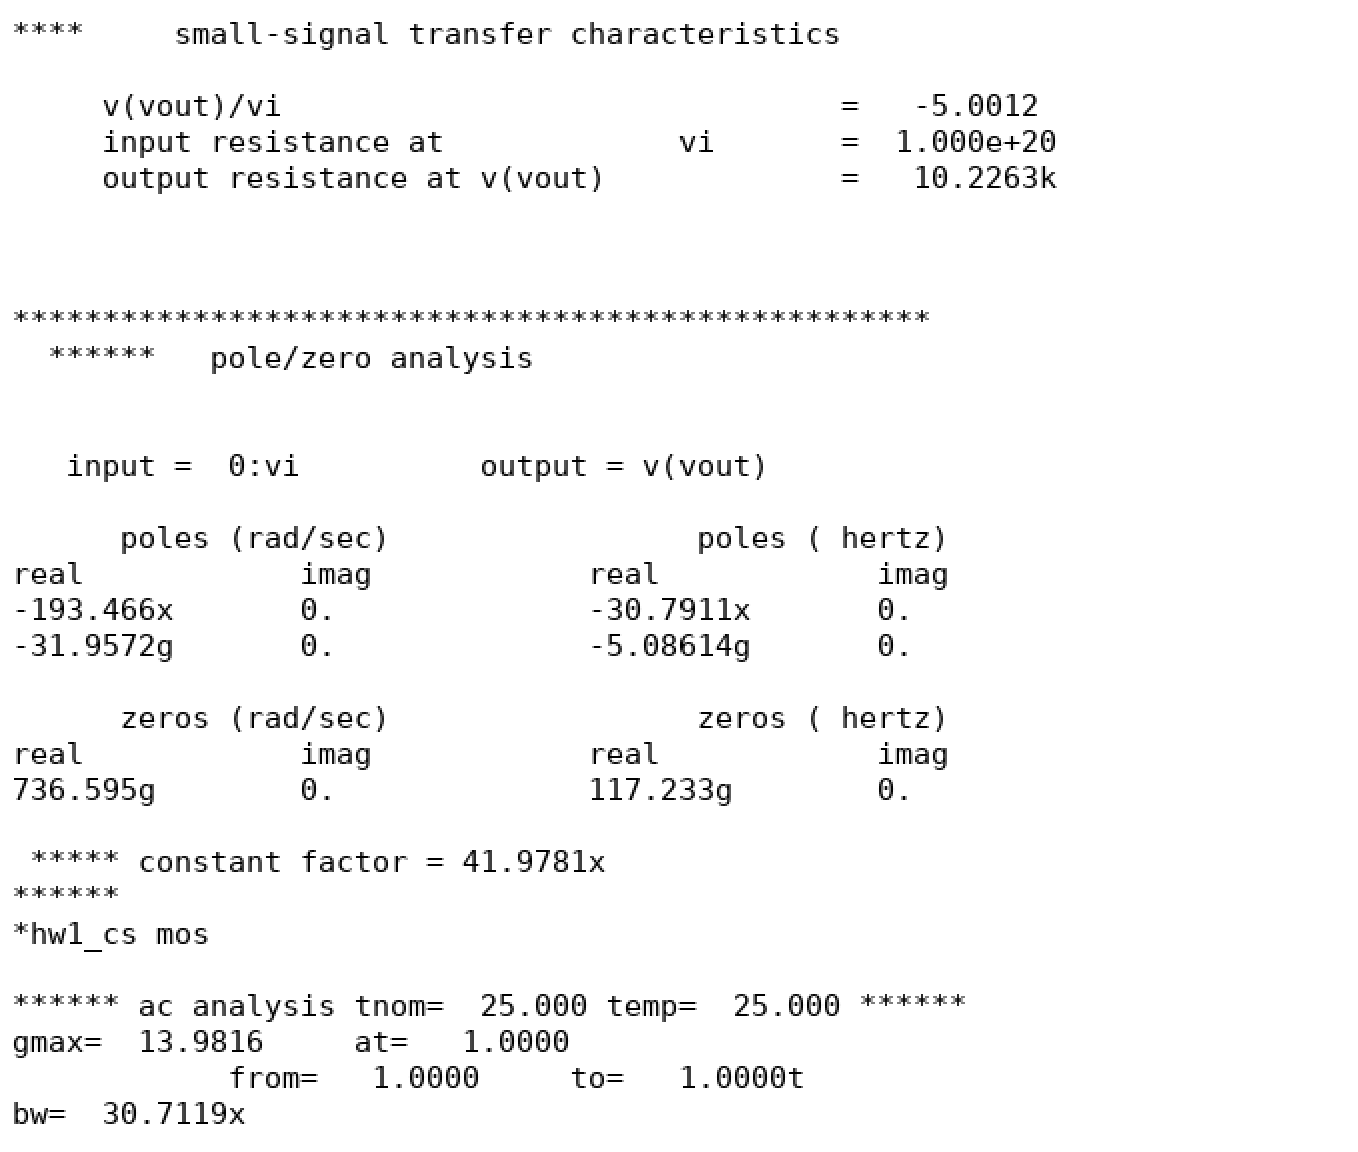 ****     small-signal transfer characteristics
     v(vout)/vi                               =   -5.0012
     input resistance at             vi       =  1.000e+20
     output resistance at v(vout)             =   10.2263k
***************************************************
  ******   pole/zero analysis
   input =  0:vi          output = v(vout)
      poles (rad/sec)                 poles ( hertz)
real            imag            real            imag
-193.466x       0.              -30.7911x       0.
-31.9572g       0.              -5.08614g       0.
      zeros (rad/sec)                 zeros ( hertz)
real            imag            real            imag
736.595g        0.              117.233g        0.
 ***** constant factor = 41.9781x
******
*hw1_cs mos
****** ac analysis tnom=  25.000 temp=  25.000 ******
gmax=  13.9816     at=   1.0000
            from=   1.0000     to=   1.0000t
bw=  30.7119x